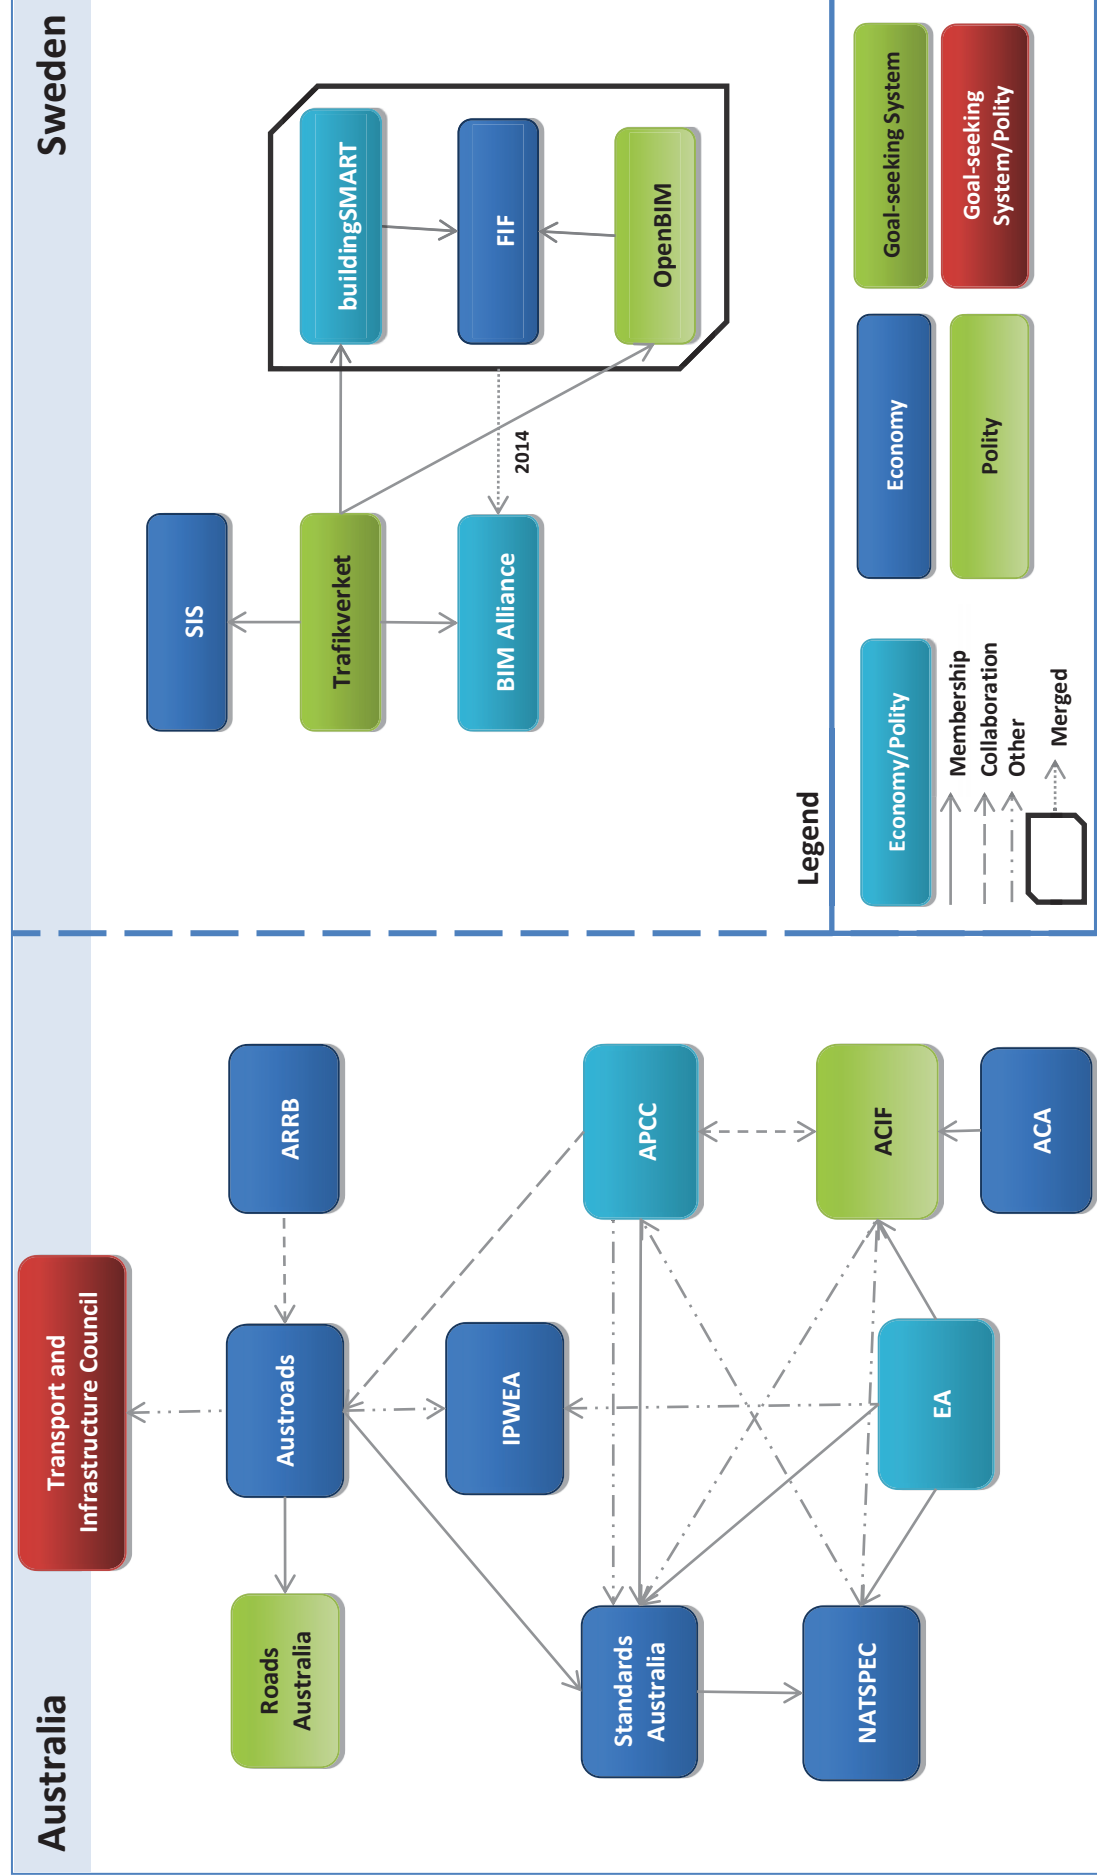 Australia
Sweden
Transport and
Infrastructure Council
Roads
Australia
Austroads
ARRB
IPWEA
Standards
Australia
APCC
NATSPEC
EA
ACIF
ACA
SIS
Trafikverket
BIM Alliance
2014
buildingSMART
FIF
OpenBIM
Legend
Economy/Polity
Economy
Goal-seeking System
Membership
Collaboration
Other
Merged
Polity
Goal-seeking
System/Polity